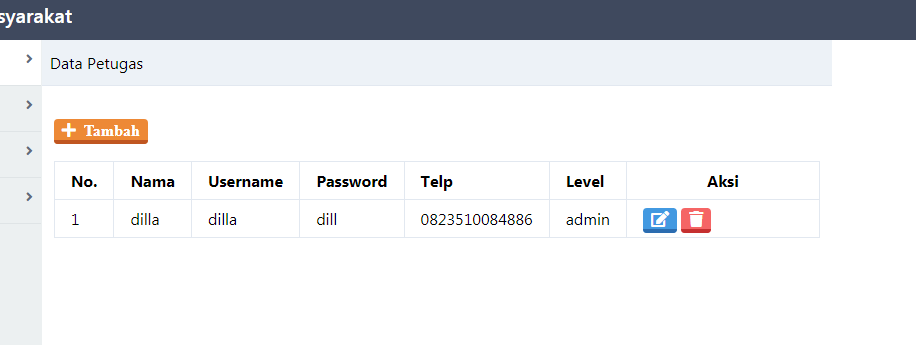 syarakat
Data Petugas
Tambah
No. Nama Username Password Telp Level Aksi
1 dilla dilla dill 0823510084886 admin